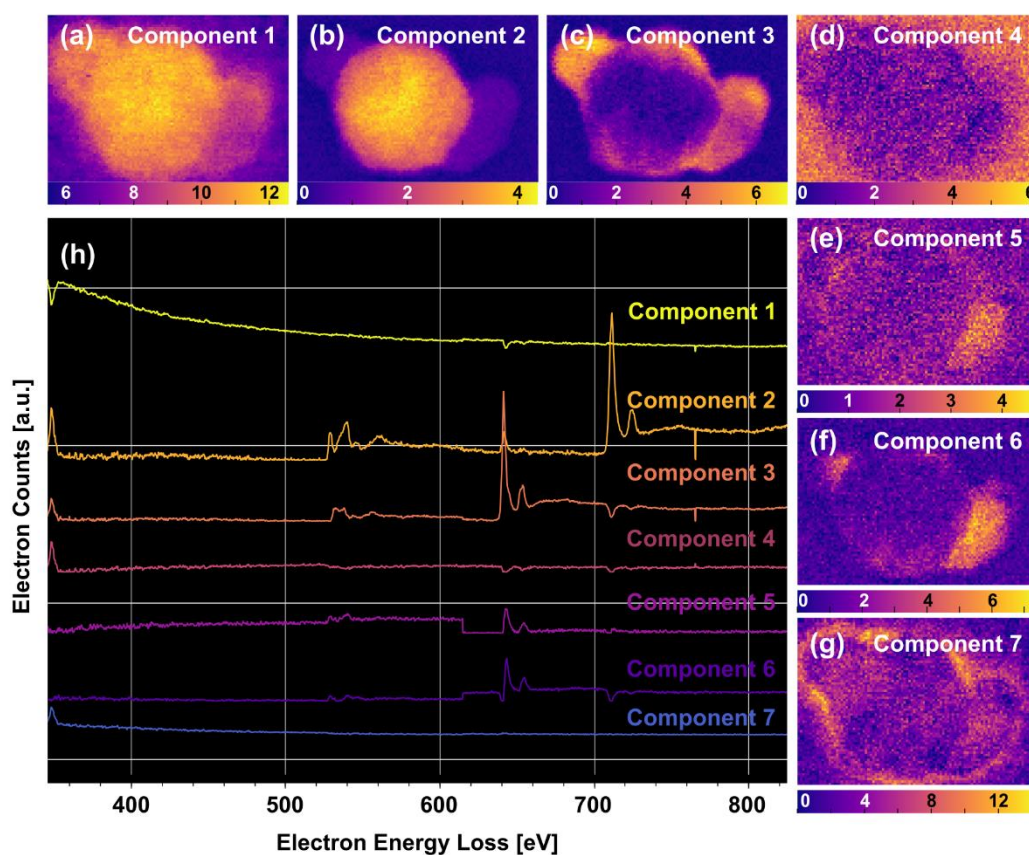 (a) Component 1
6 8 10 12
(b) Component 2
0 2 4
(c) Component 3
0 2 4 6
(d) Component 4
0 2 4 6
(e) Component 5
0 1 2 3 4
(f) Component 6
0 2 4 6
(g) Component 7
0 4 8 12
(h)
Component 1
Component 2
Component 3
Component 4
Component 5
Component 6
Component 7
Electron Counts [a.u.]
400 500 600 700 800
Electron Energy Loss [eV]